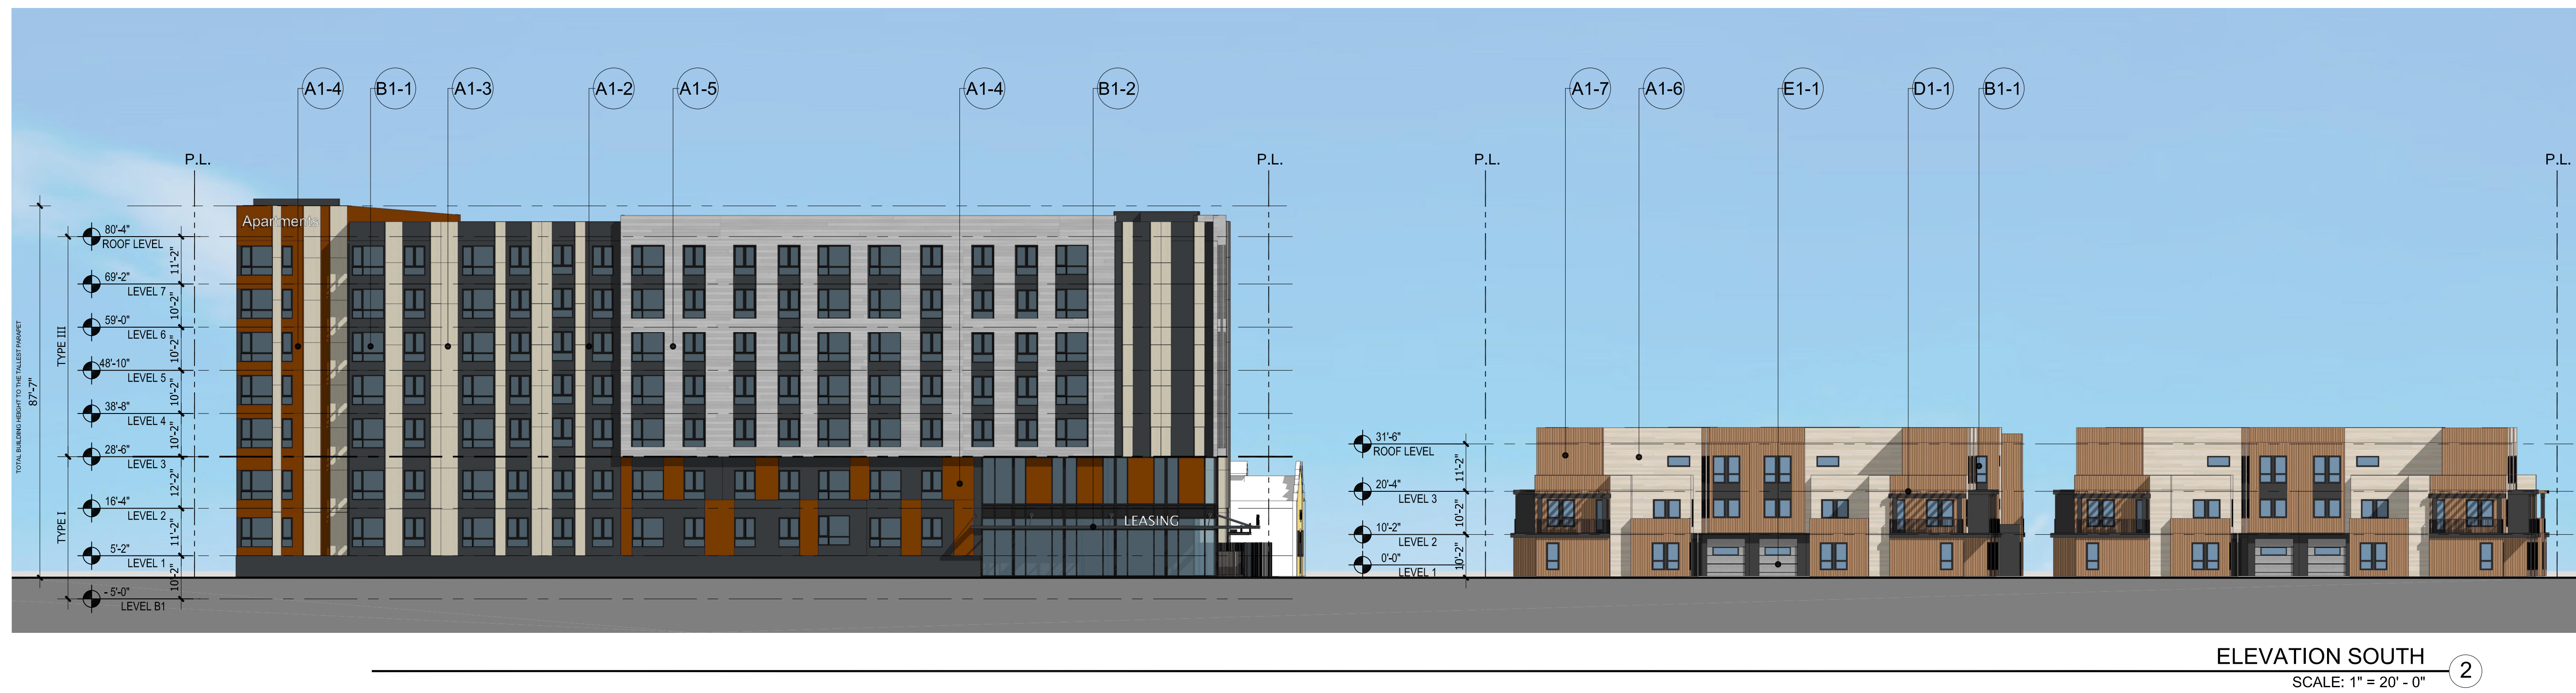 A1-4 B1-1 A1-3 A1-2 A1-5 A1-4 B1-2 A1-7 A1-6 E1-1 D1-1 B1-1
P.L. P.L. P.L. P.L.
Apartments
80'-4"
ROOF LEVEL
11'-2"
69'-2"
LEVEL 7
10'-2"
59'-0"
LEVEL 6
10'-2"
48'-10"
LEVEL 5
10'-2"
38'-8"
LEVEL 4
10'-2"
28'-6"
LEVEL 3
12'-2"
16'-4"
LEVEL 2
11'-2"
5'-2"
LEVEL 1
10'-2"
- 5'-0"
LEVEL B1
TYPE III
TYPE I
87'-7"
TOTAL BUILDING HEIGHT TO THE TALLEST PARAPET
LEASING
31'-6"
ROOF LEVEL
11'-2"
20'-4"
LEVEL 3
10'-2"
10'-2"
LEVEL 2
10'-2"
0'-0"
LEVEL 1
ELEVATION SOUTH
2
SCALE: 1" = 20' - 0"